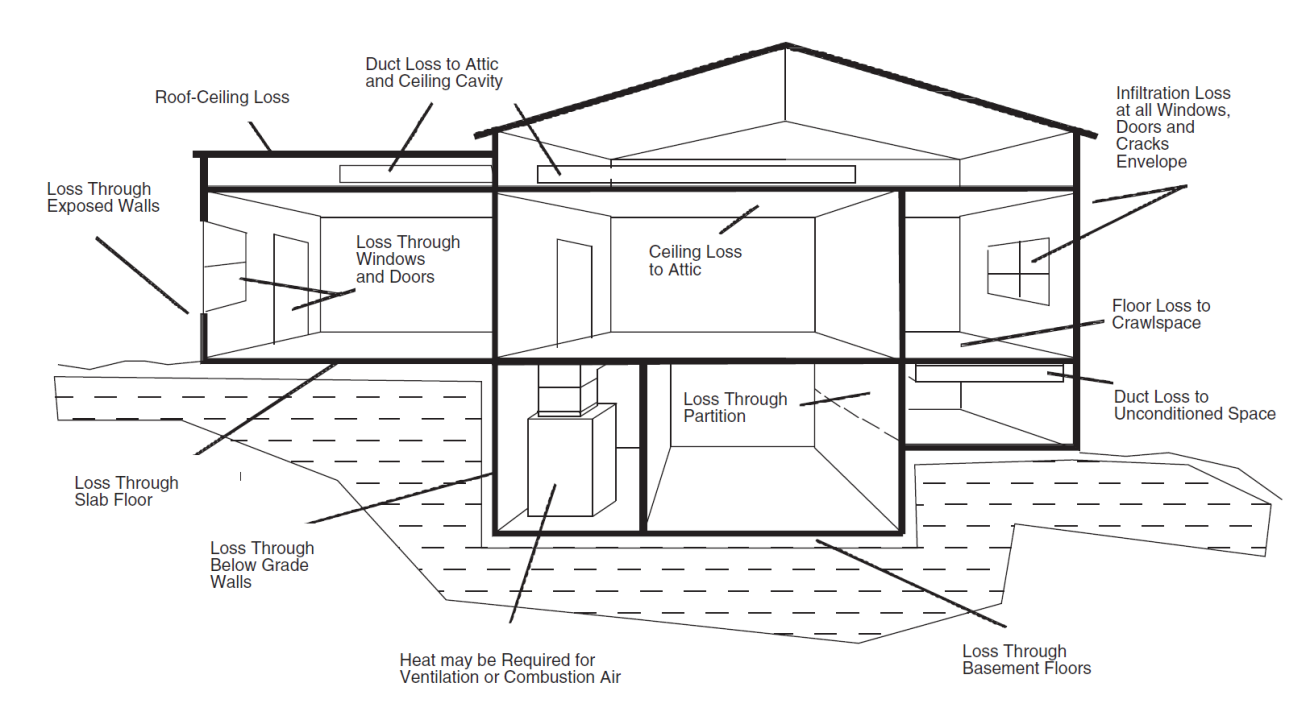 Duct Loss to Attic
and Ceiling Cavity
Roof-Ceiling Loss
Infiltration Loss
at all Windows,
Doors and
Cracks
Envelope
Loss Through
Exposed Walls
Loss Through
Windows
and Doors
Ceiling Loss
to Attic
Floor Loss to
Crawlspace
Loss Through
Partition
Duct Loss to
Unconditioned Space
Loss Through
Slab Floor
Loss Through
Below Grade
Walls
Heat may be Required for
Ventilation or Combustion Air
Loss Through
Basement Floors